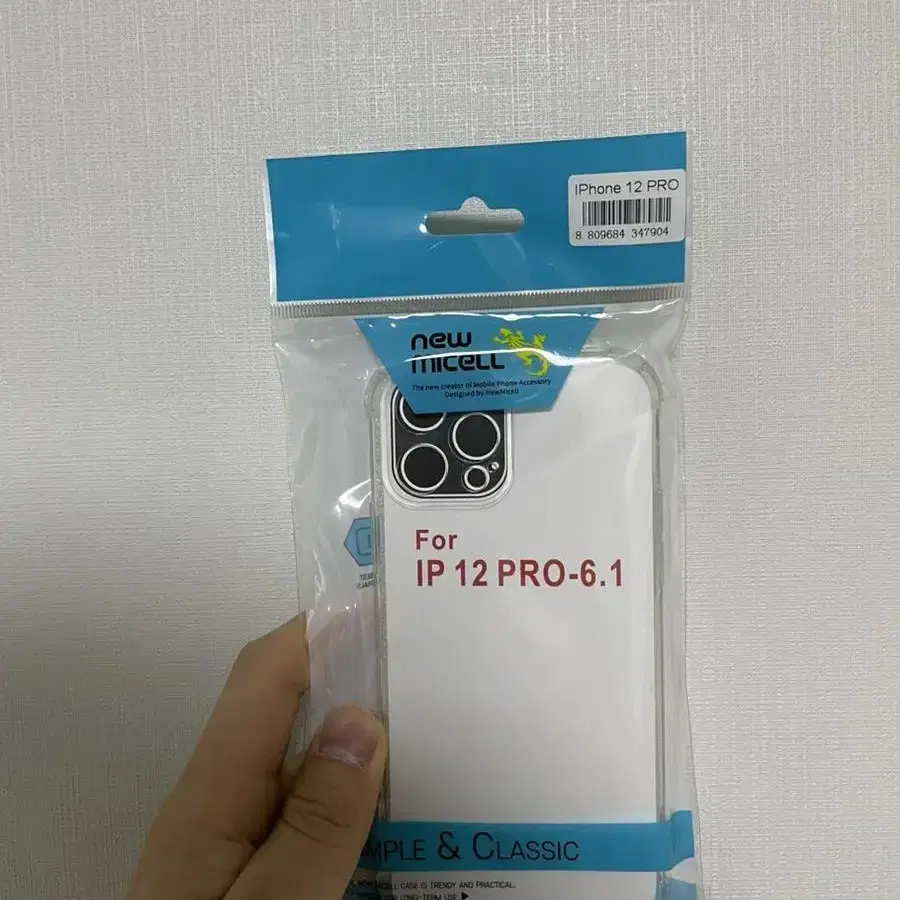 IPhone 12 PRO
8 809684 347904
new
micell
The new creator of Mobile Phone Accessory
Designed by NewMicell
For
IP 12 PRO-6.1
MPLE & CLASSIC
NEW MICELL CASE IS TRENDY AND PRACTICAL.
LONG-TERM USE